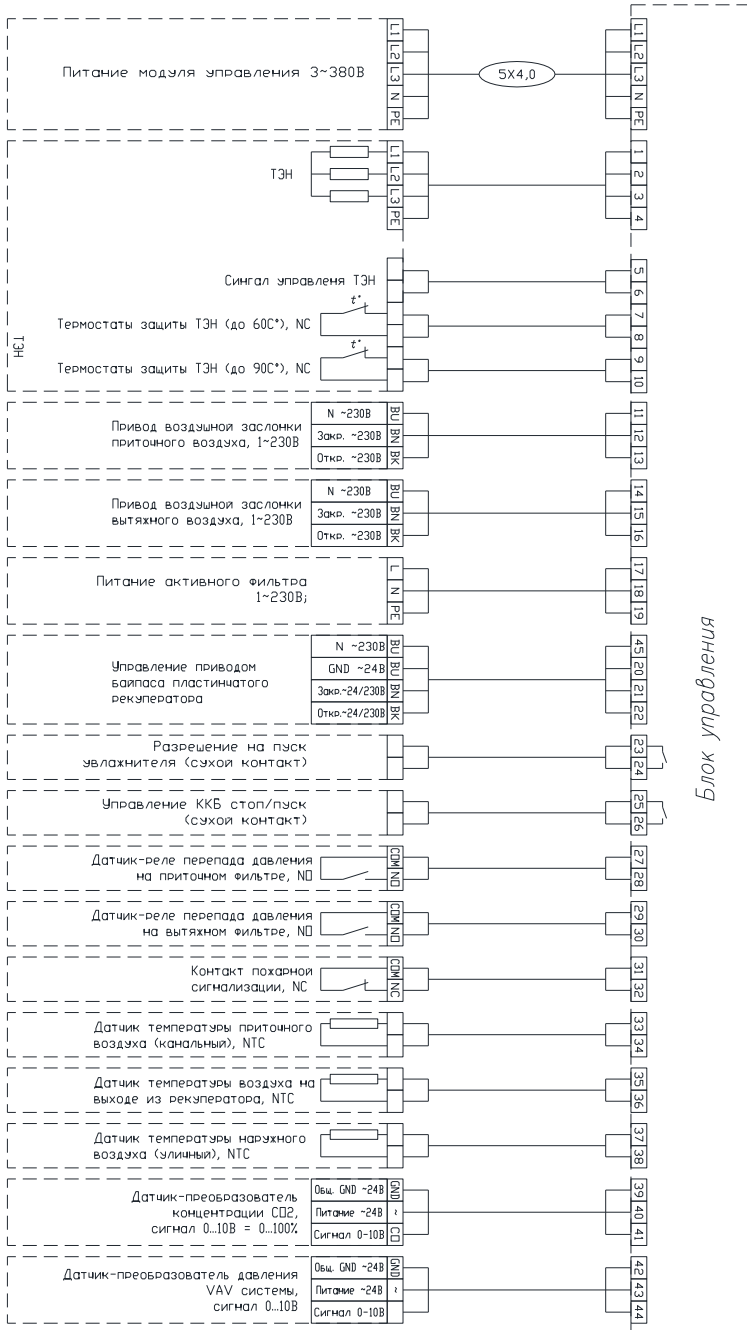 Питание модуля управления 3~380В
L1
L2
L3
N
PE
5X4,0
L1
L2
L3
N
PE
ТЭН
ТЭН
L1
L2
L3
PE
1
2
3
4
Сингал управленя ТЭН
5
6
t°
Термостаты защиты ТЭН (до 60С°), NC
7
8
t°
Термостаты защиты ТЭН (до 90С°), NC
9
10
Привод воздушной заслонки
приточного воздуха, 1~230В
N ~230В
Закр. ~230В
Откр. ~230В
BU
BN
BK
11
12
13
Привод воздушной заслонки
вытяжного воздуха, 1~230В
N ~230В
Закр. ~230В
Откр. ~230В
BU
BN
BK
14
15
16
Питание активного фильтра
1~230В;
L
N
PE
17
18
19
Управление приводом
байпаса пластинчатого
рекуператора
N ~230В
GND ~24В
Закр.~24/230В
Откр.~24/230В
BU
BU
BN
BK
45
20
21
22
Блок управления
Разрешение на пуск
увлажнителя (сухой контакт)
23
24
Управление ККБ стоп/пуск
(сухой контакт)
25
26
Датчик-реле перепада давления
на приточном фильтре, NO
COM
NO
27
28
Датчик-реле перепада давления
на вытяжном фильтре, NO
COM
NO
29
30
Контакт пожарной
сигнализации, NC
COM
NC
31
32
Датчик температуры приточного
воздуха (канальный), NTC
33
34
Датчик температуры воздуха на
выходе из рекуператора, NTC
35
36
Датчик температуры наружного
воздуха (уличный), NTC
37
38
Датчик-преобразователь
концентрации CO2,
сигнал 0...10В = 0...100%
Общ. GND ~24В
Питание ~24В
Сигнал 0-10В
GND
~
CO
39
40
41
Датчик-преобразователь давления
VAV системы,
сигнал 0...10В
Общ. GND ~24В
Питание ~24В
Сигнал 0-10В
GND
~
42
43
44